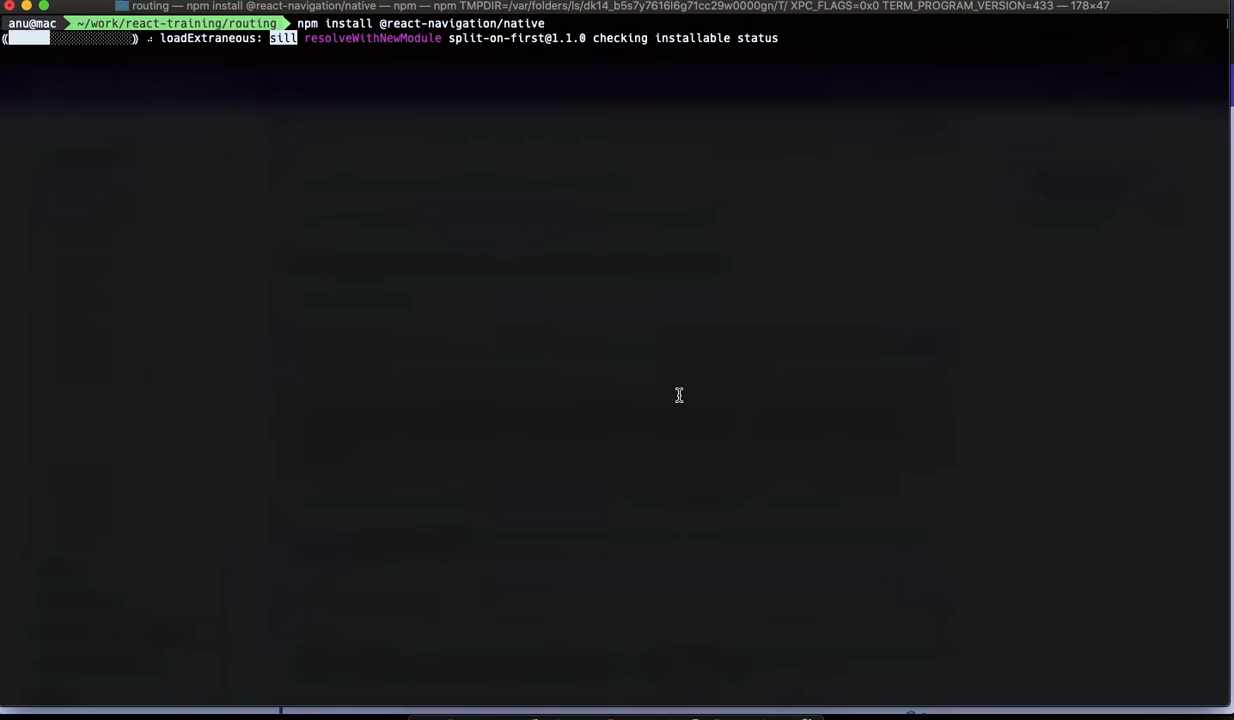 routing — npm install @react-navigation/native — npm — npm TMPDIR=/var/folders/ls/dk14_b5s7y7616l6g71cc29w0000gn/T/ XPC_FLAGS=0x0 TERM_PROGRAM_VERSION=433 — 178×47
anu@mac ~/work/react-training/routing npm install @react-navigation/native
loadExtraneous: sill resolveWithNewModule split-on-first@1.1.0 checking installable status